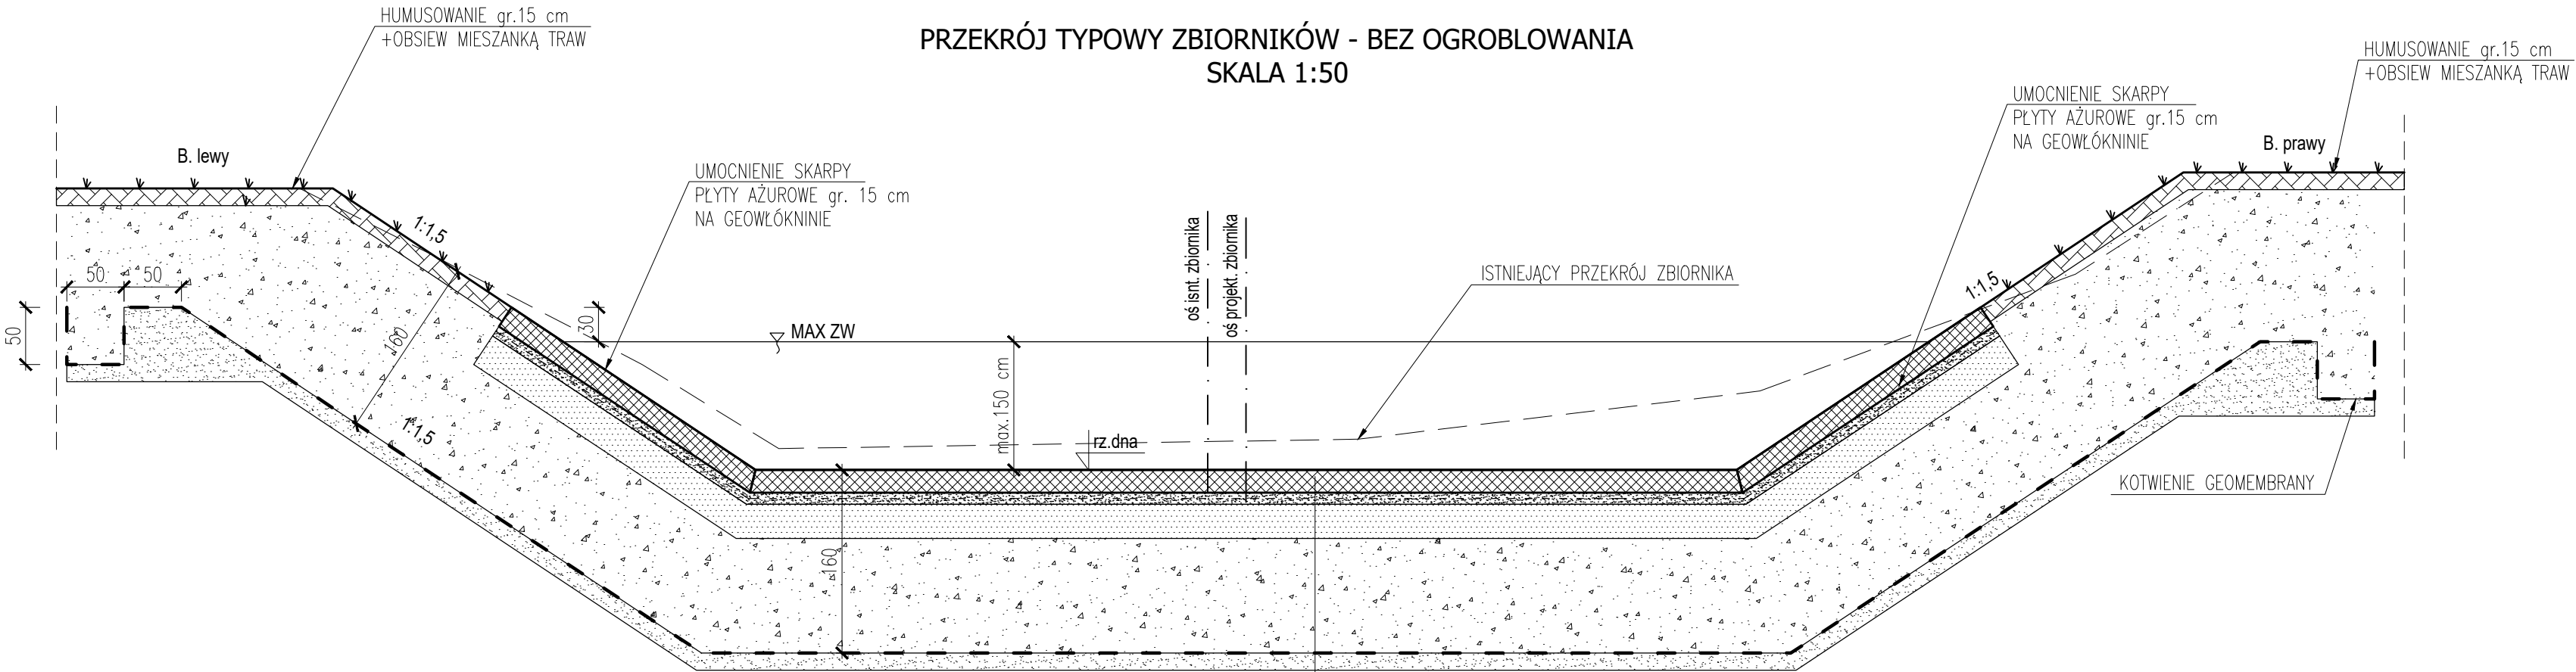 HUMUSOWANIE gr.15 cm
+OBSIEW MIESZANKĄ TRAW
PRZEKRÓJ TYPOWY ZBIORNIKÓW - BEZ OGROBLOWANIA
SKALA 1:50
HUMUSOWANIE gr.15 cm
+OBSIEW MIESZANKĄ TRAW
UMOCNIENIE SKARPY
PŁYTY AŻUROWE gr.15 cm
NA GEOWŁÓKNINIE
B. lewy
B. prawy
UMOCNIENIE SKARPY
PŁYTY AŻUROWE gr. 15 cm
NA GEOWŁÓKNINIE
1:1,5
oś isnt. zbiornika
oś projekt. zbiornika
ISTNIEJĄCY PRZEKRÓJ ZBIORNIKA
1:1,5
50
50
50
160
30
MAX ZW
max.150 cm
rz.dna
1:1,5
KOTWIENIE GEOMEMBRANY
160